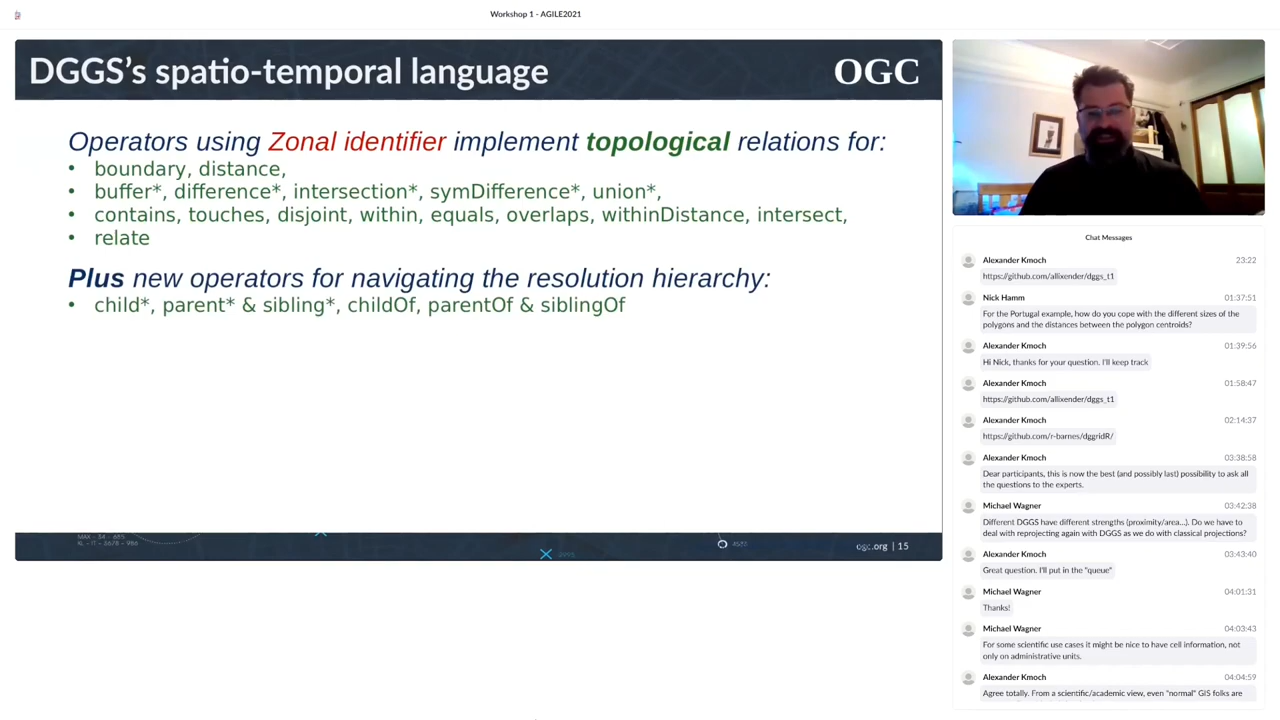 Workshop 1 - AGILE2021
DGGS's spatio-temporal language
OGC
Operators using Zonal identifier implement topological relations for:
• boundary, distance,
• buffer*, difference*, intersection*, symDifference*, union*,
• contains, touches, disjoint, within, equals, overlaps, withinDistance, intersect,
• relate
Plus new operators for navigating the resolution hierarchy:
• child*, parent* & sibling*, childOf, parentOf & siblingOf
MAX - 54 - 685
4520
ogc.org | 15
Chat Messages
Alexander Kmoch 23:22
https://github.com/allixender/dggs_t1
Nick Hamm 01:37:51
For the Portugal example, how do you cope with the different sizes of the
polygons and the distances between the polygon centroids?
Alexander Kmoch 01:39:56
Hi Nick, thanks for your question. I'll keep track
Alexander Kmoch 01:58:47
https://github.com/allixender/dggs_t1
Alexander Kmoch 02:14:37
https://github.com/r-barnes/dggridR/
Alexander Kmoch 03:38:58
Dear participants, this is now the best (and possibly last) possibility to ask all
the questions to the experts.
Michael Wagner 03:42:38
Different DGGS have different strengths (proximity/area...). Do we have to
deal with reprojecting again with DGGS as we do with classical projections?
Alexander Kmoch 03:43:40
Great question. I'll put in the "queue"
Michael Wagner 04:01:31
Thanks!
Michael Wagner 04:03:43
For some scientific use cases it might be nice to have cell information, not
only on administrative units.
Alexander Kmoch 04:04:59
Agree totally. From a scientific/academic view, even "normal" GIS folks are